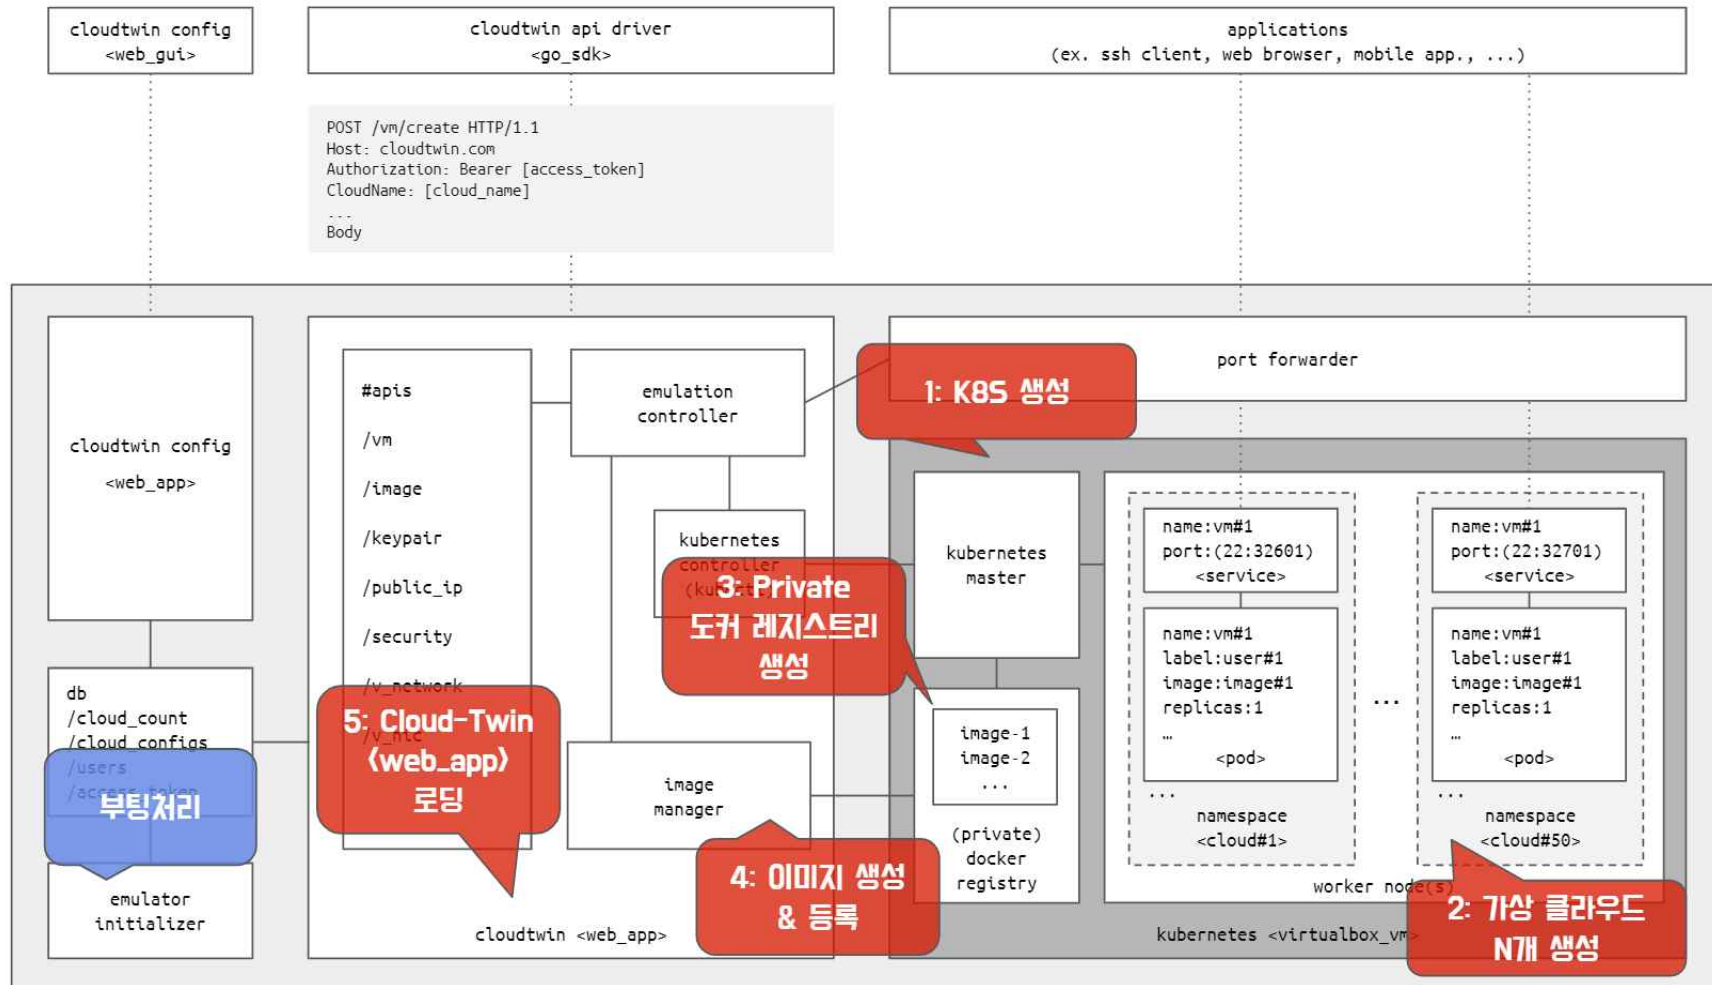 cloudtwin config
<web_gui>
cloudtwin api driver
<go_sdk>
applications
(ex. ssh client, web browser, mobile app., ...)
POST /vm/create HTTP/1.1
Host: cloudtwin.com
Authorization: Bearer [access_token]
CloudName: [cloud_name]
...
Body
cloudtwin config
<web_app>
db
/cloud_count
/cloud_configs
/users
/access_token
부팅처리
emulator
initializer
#apis
/vm
/image
/keypair
/public_ip
/security
/v_network
/v_nic
5: Cloud-Twin
<web_app>
로딩
emulation
controller
kubernetes
controller
(kubectl)
3: Private
도커 레지스트리
생성
image
manager
4: 이미지 생성
& 등록
cloudtwin <web_app>
port forwarder
1: K8S 생성
kubernetes
master
image-1
image-2
...
(private)
docker
registry
name:vm#1
port:(22:32601)
<service>
name:vm#1
label:user#1
image:image#1
replicas:1
…
<pod>
...
namespace
<cloud#1>
...
name:vm#1
port:(22:32701)
<service>
name:vm#1
label:user#1
image:image#1
replicas:1
…
<pod>
...
namespace
<cloud#50>
worker node(s)
2: 가상 클라우드
N개 생성
kubernetes <virtualbox_vm>